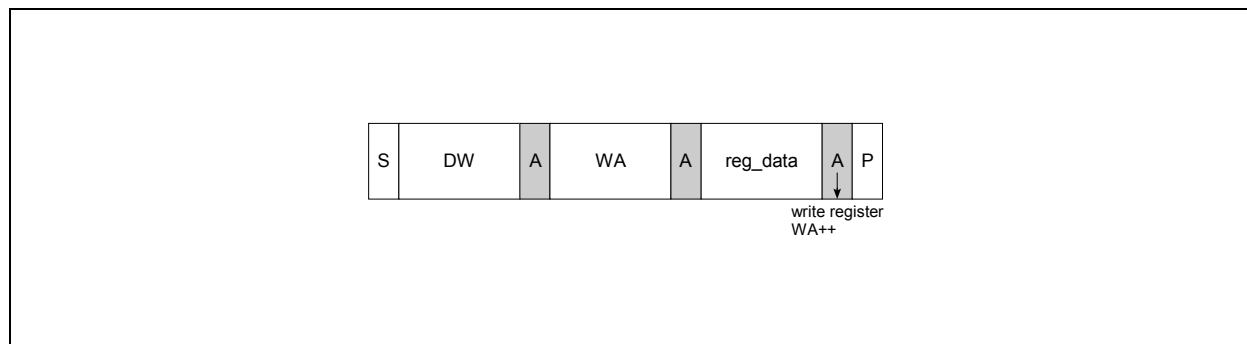 S DW A WA A reg_data A P
write register
WA++